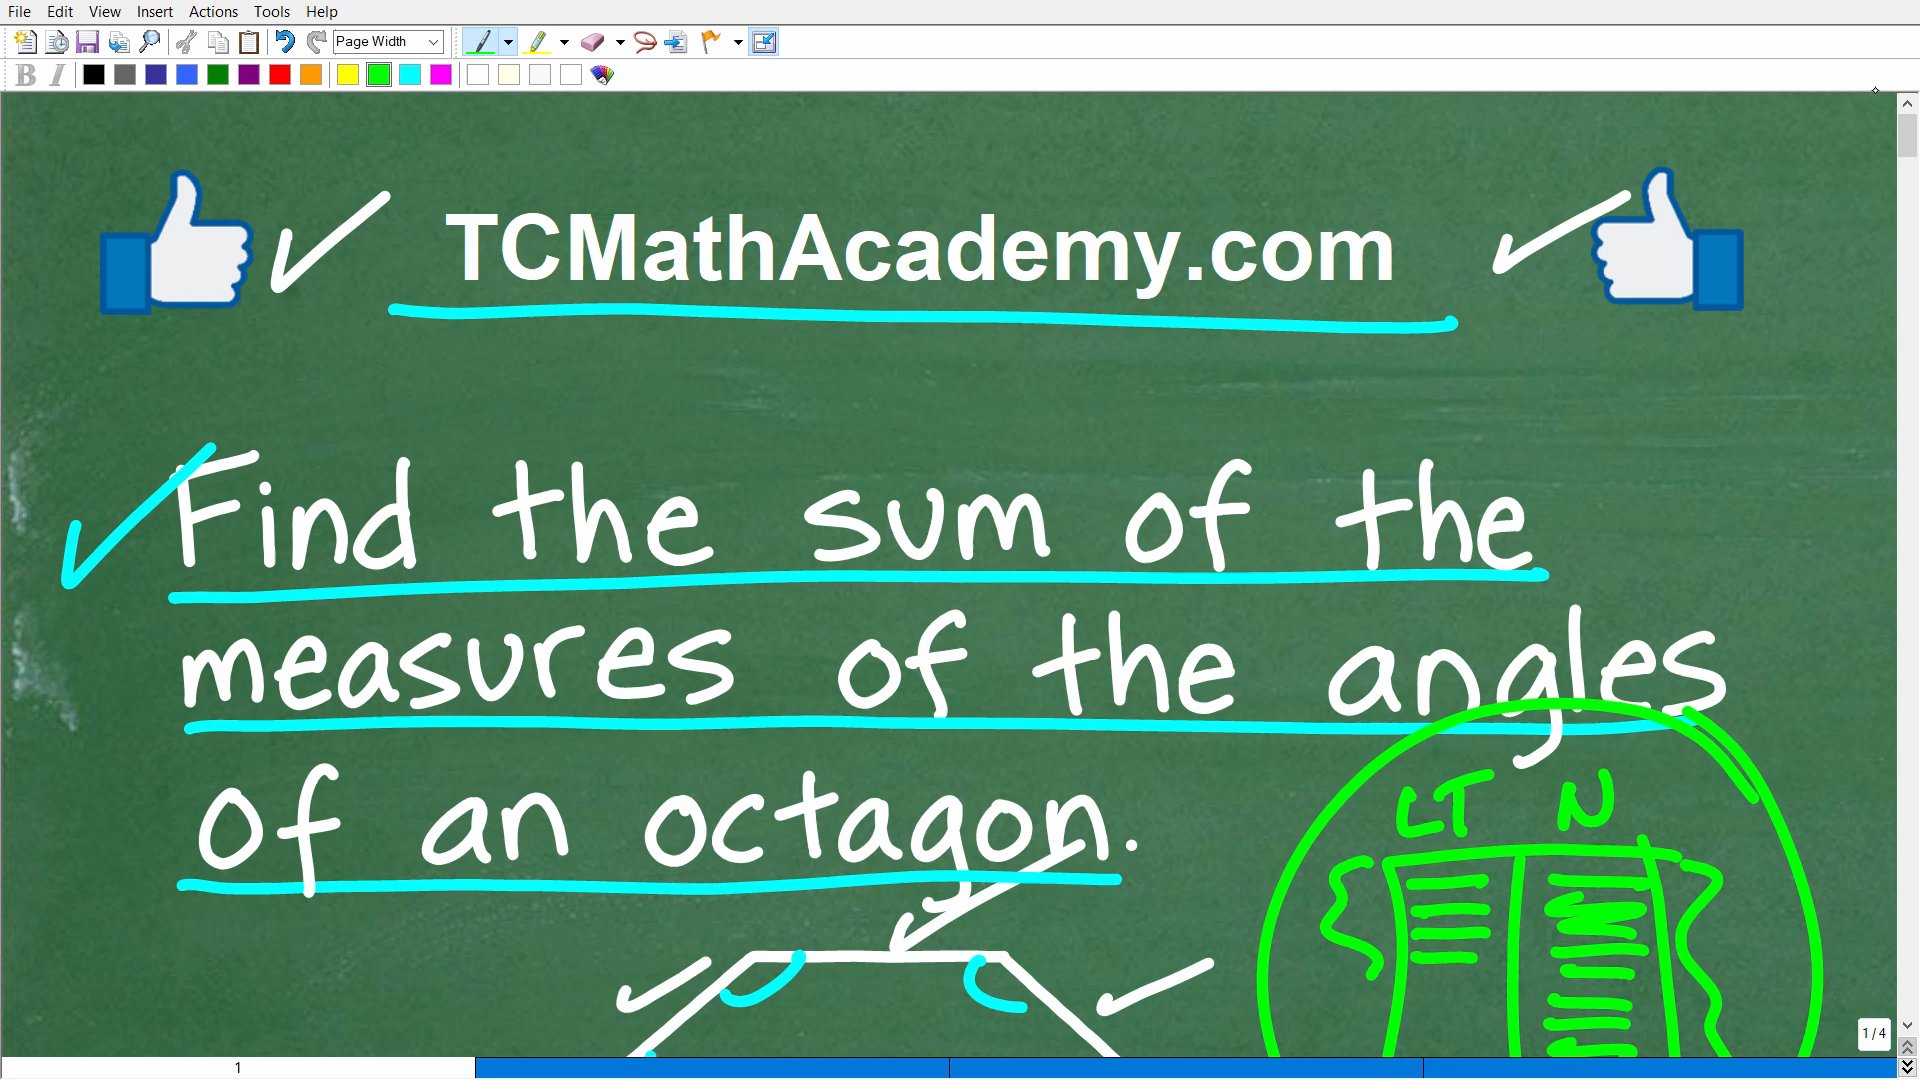 File Edit View Insert Actions Tools Help
Page Width
B I
TCMathAcademy.com
Find the sum of the
measures of the angles
of an octagon.
LT N
1 / 4
1